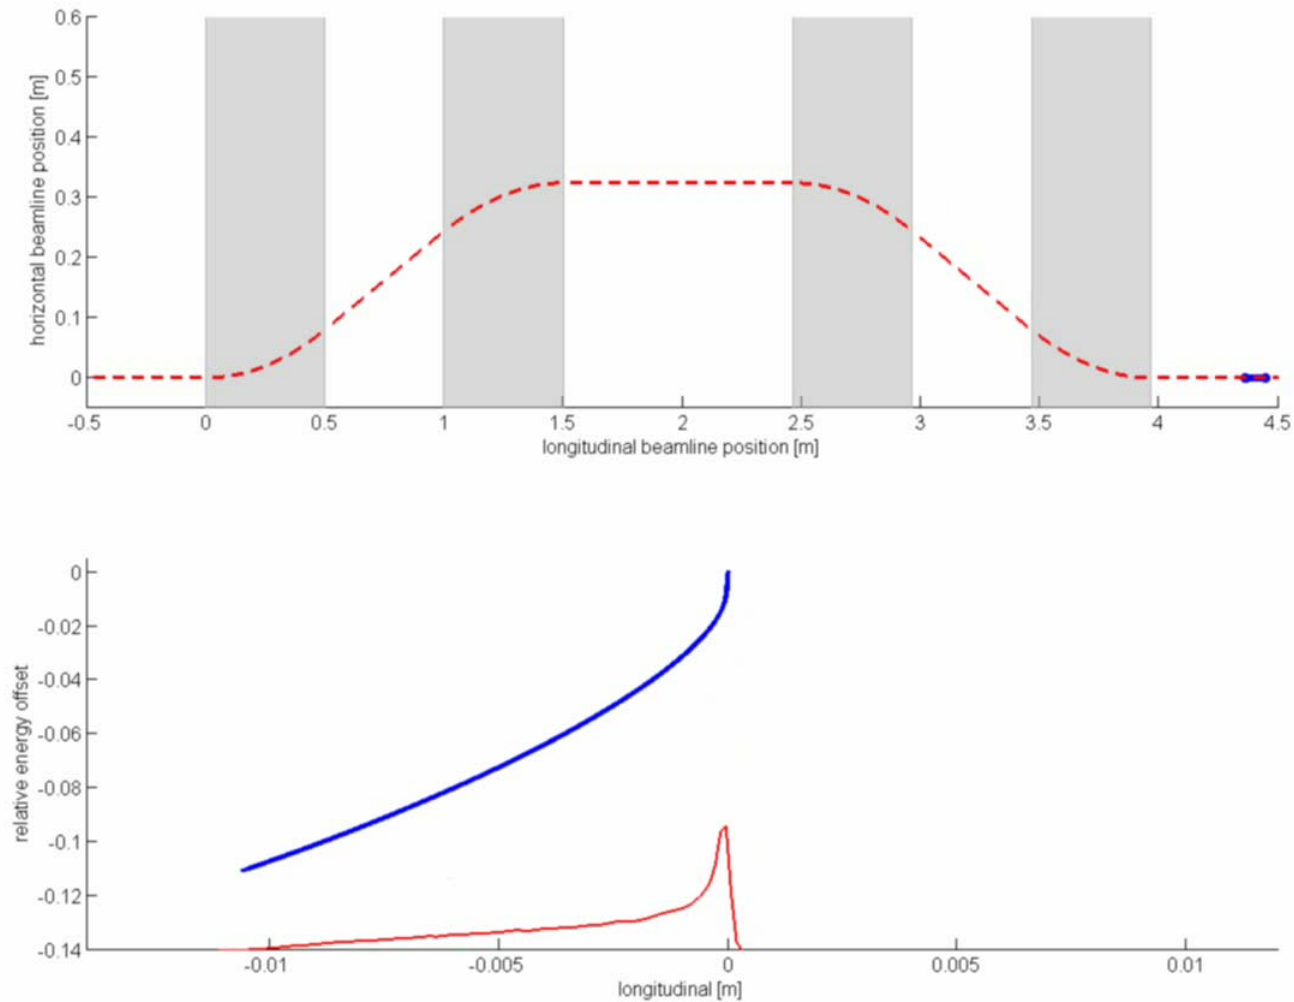 0.6
0.5
0.4
0.3
0.2
0.1
0
horizontal beamline position [m]
-0.5 0 0.5 1 1.5 2 2.5 3 3.5 4 4.5
longitudinal beamline position [m]
0
-0.02
-0.04
-0.06
-0.08
-0.1
-0.12
-0.14
relative energy offset
-0.01 -0.005 0 0.005 0.01
longitudinal [m]